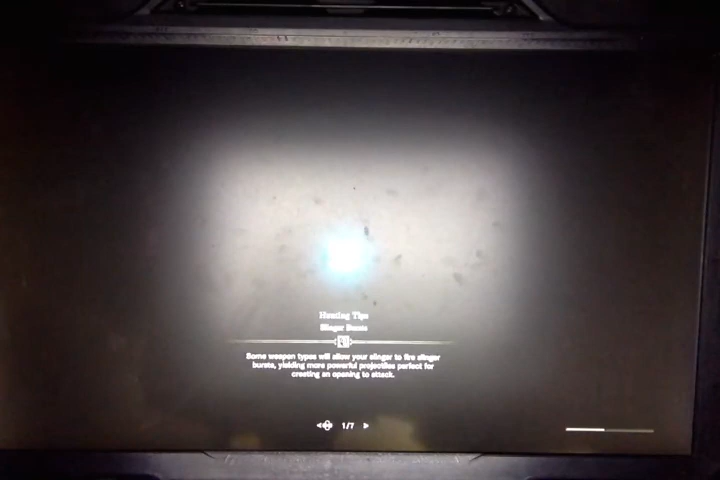 Hunting Tips
Slinger Bursts
Some weapon types will allow your slinger to fire slinger
bursts, yielding more powerful projectiles perfect for
creating an opening to attack.
1/7